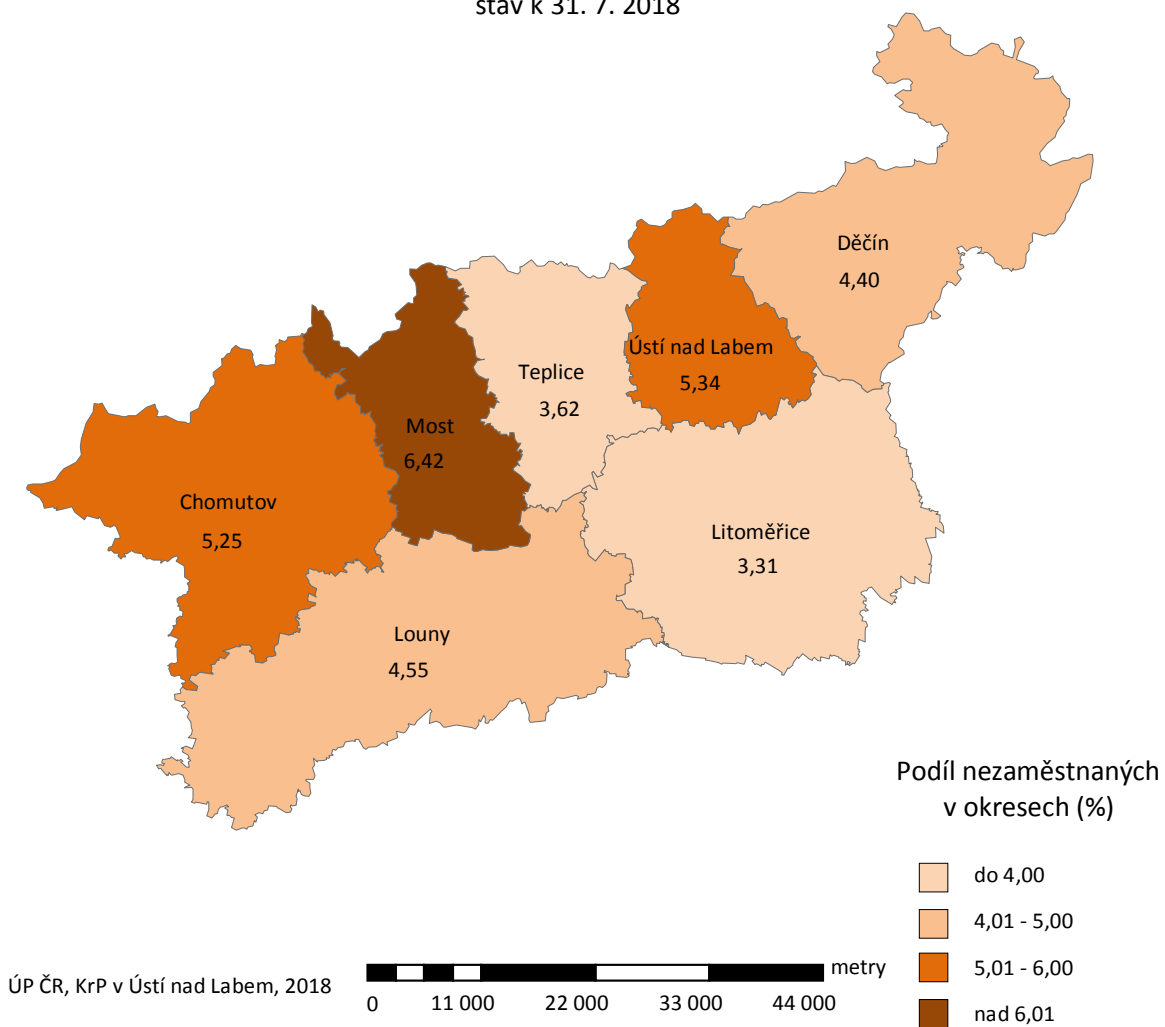 stav k 31. 7. 2018
Děčín
4,40
Ústí nad Labem
5,34
Teplice
3,62
Most
6,42
Chomutov
5,25
Litoměřice
3,31
Louny
4,55
Podíl nezaměstnaných
v okresech (%)
do 4,00
4,01 - 5,00
5,01 - 6,00
nad 6,01
ÚP ČR, KrP v Ústí nad Labem, 2018
metry
0 11 000 22 000 33 000 44 000